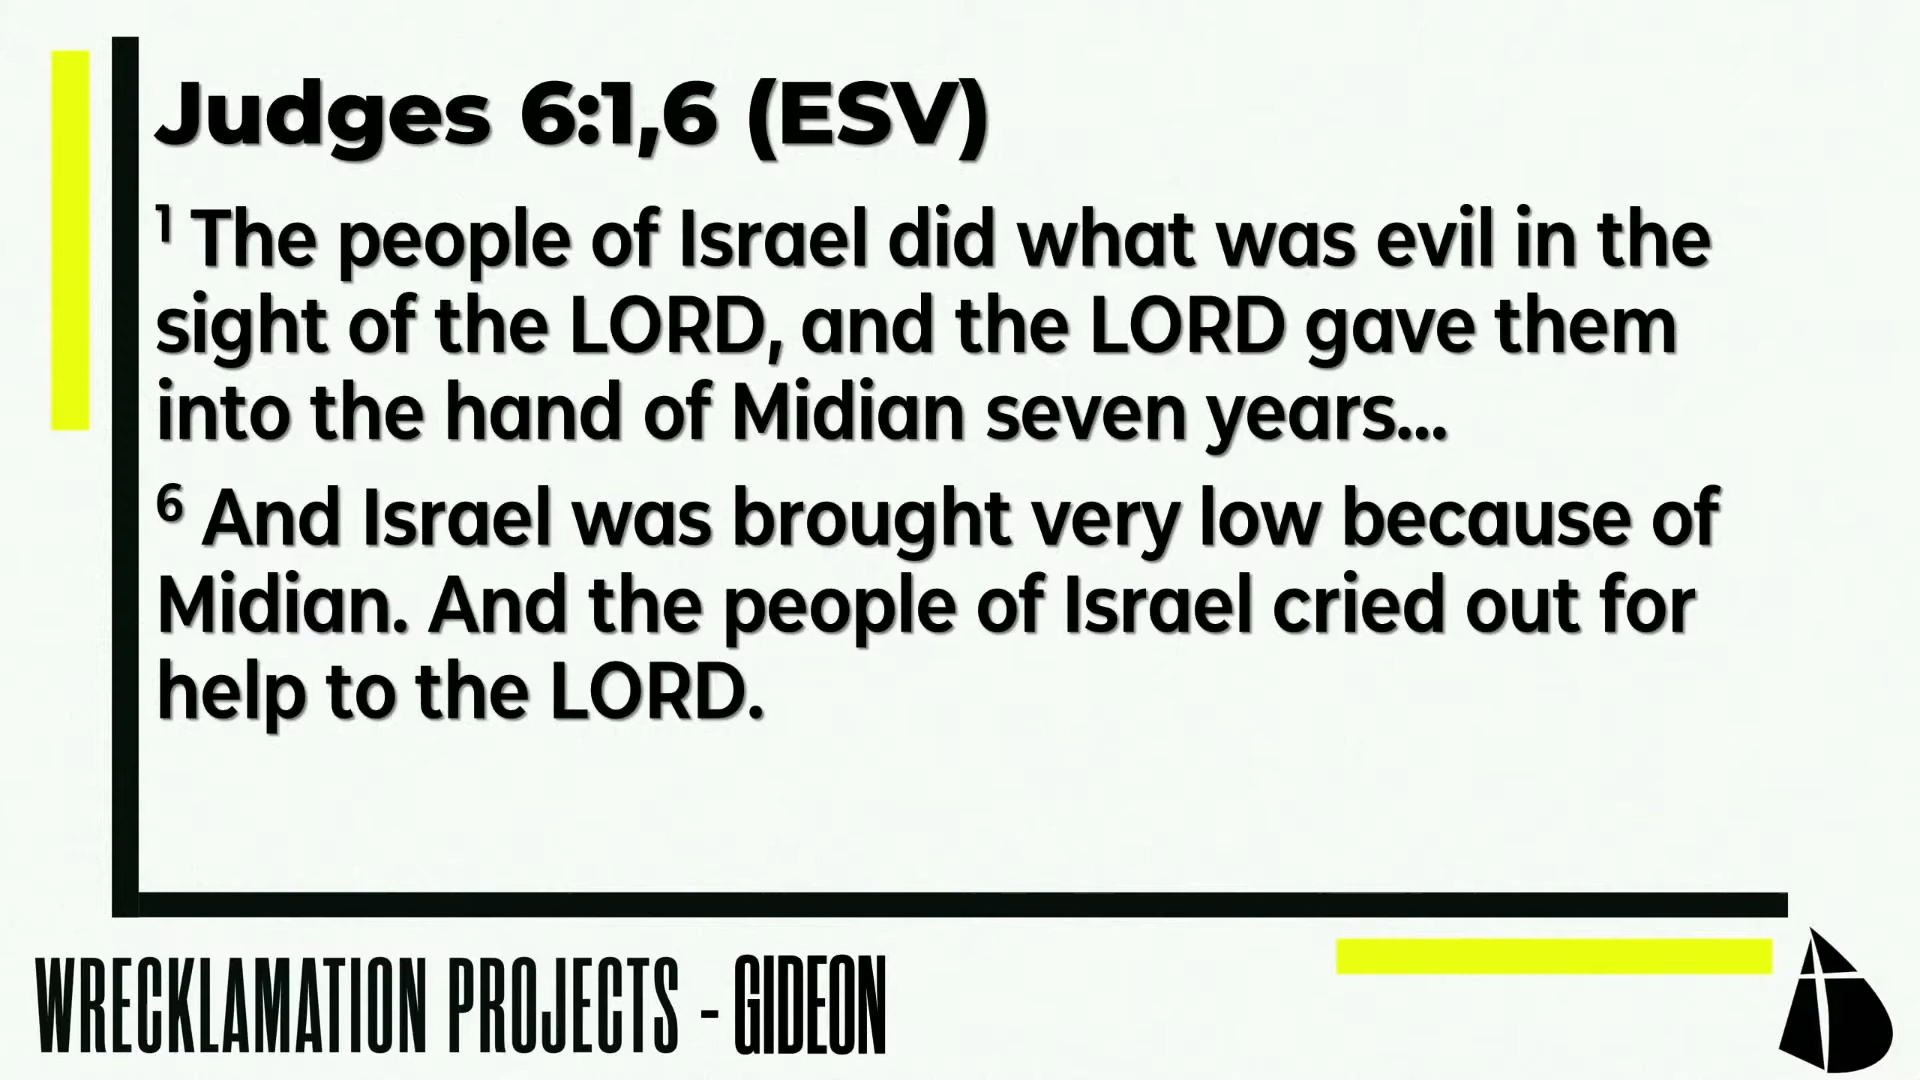 Judges 6:1,6 (ESV)
1 The people of Israel did what was evil in the
sight of the LORD, and the LORD gave them
into the hand of Midian seven years...
6 And Israel was brought very low because of
Midian. And the people of Israel cried out for
help to the LORD.
WRECKLAMATION PROJECTS - GIDEON